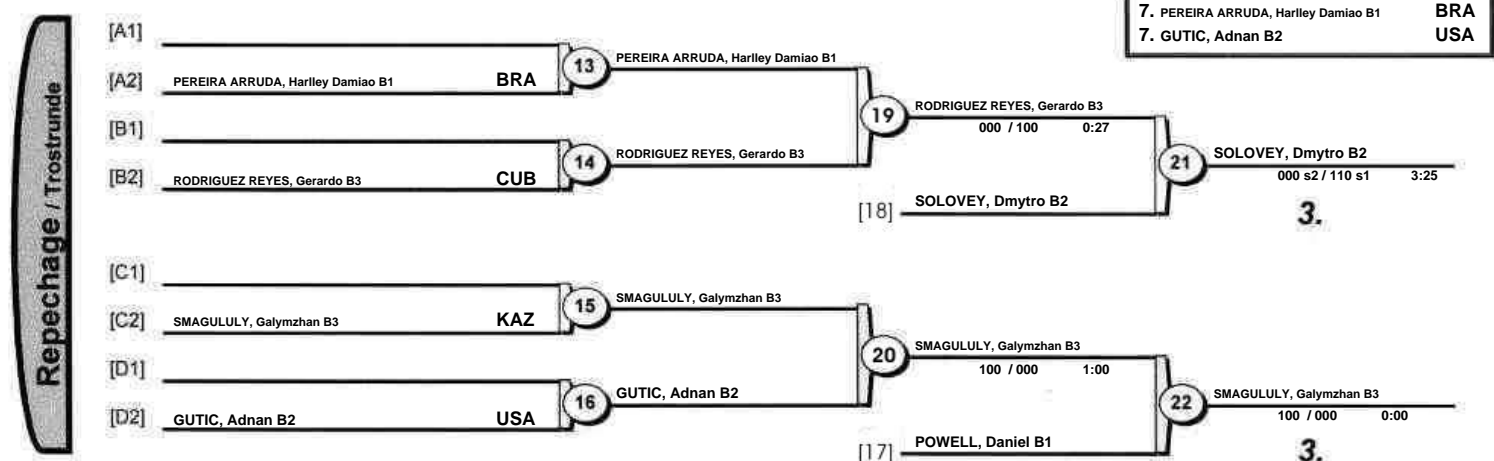 7. PEREIRA ARRUDA, Harlley Damiao B1 BRA
7. GUTIC, Adnan B2 USA
Repechage / Trostrunde
[A1]
[A2] PEREIRA ARRUDA, Harlley Damiao B1 BRA
13 PEREIRA ARRUDA, Harlley Damiao B1
[B1]
[B2] RODRIGUEZ REYES, Gerardo B3 CUB
14 RODRIGUEZ REYES, Gerardo B3
19 RODRIGUEZ REYES, Gerardo B3
000 / 100 0:27
[18] SOLOVEY, Dmytro B2
21 SOLOVEY, Dmytro B2
000 s2 / 110 s1 3:25
3.
[C1]
[C2] SMAGULULY, Galymzhan B3 KAZ
15 SMAGULULY, Galymzhan B3
[D1]
[D2] GUTIC, Adnan B2 USA
16 GUTIC, Adnan B2
20 SMAGULULY, Galymzhan B3
100 / 000 1:00
[17] POWELL, Daniel B1
22 SMAGULULY, Galymzhan B3
100 / 000 0:00
3.